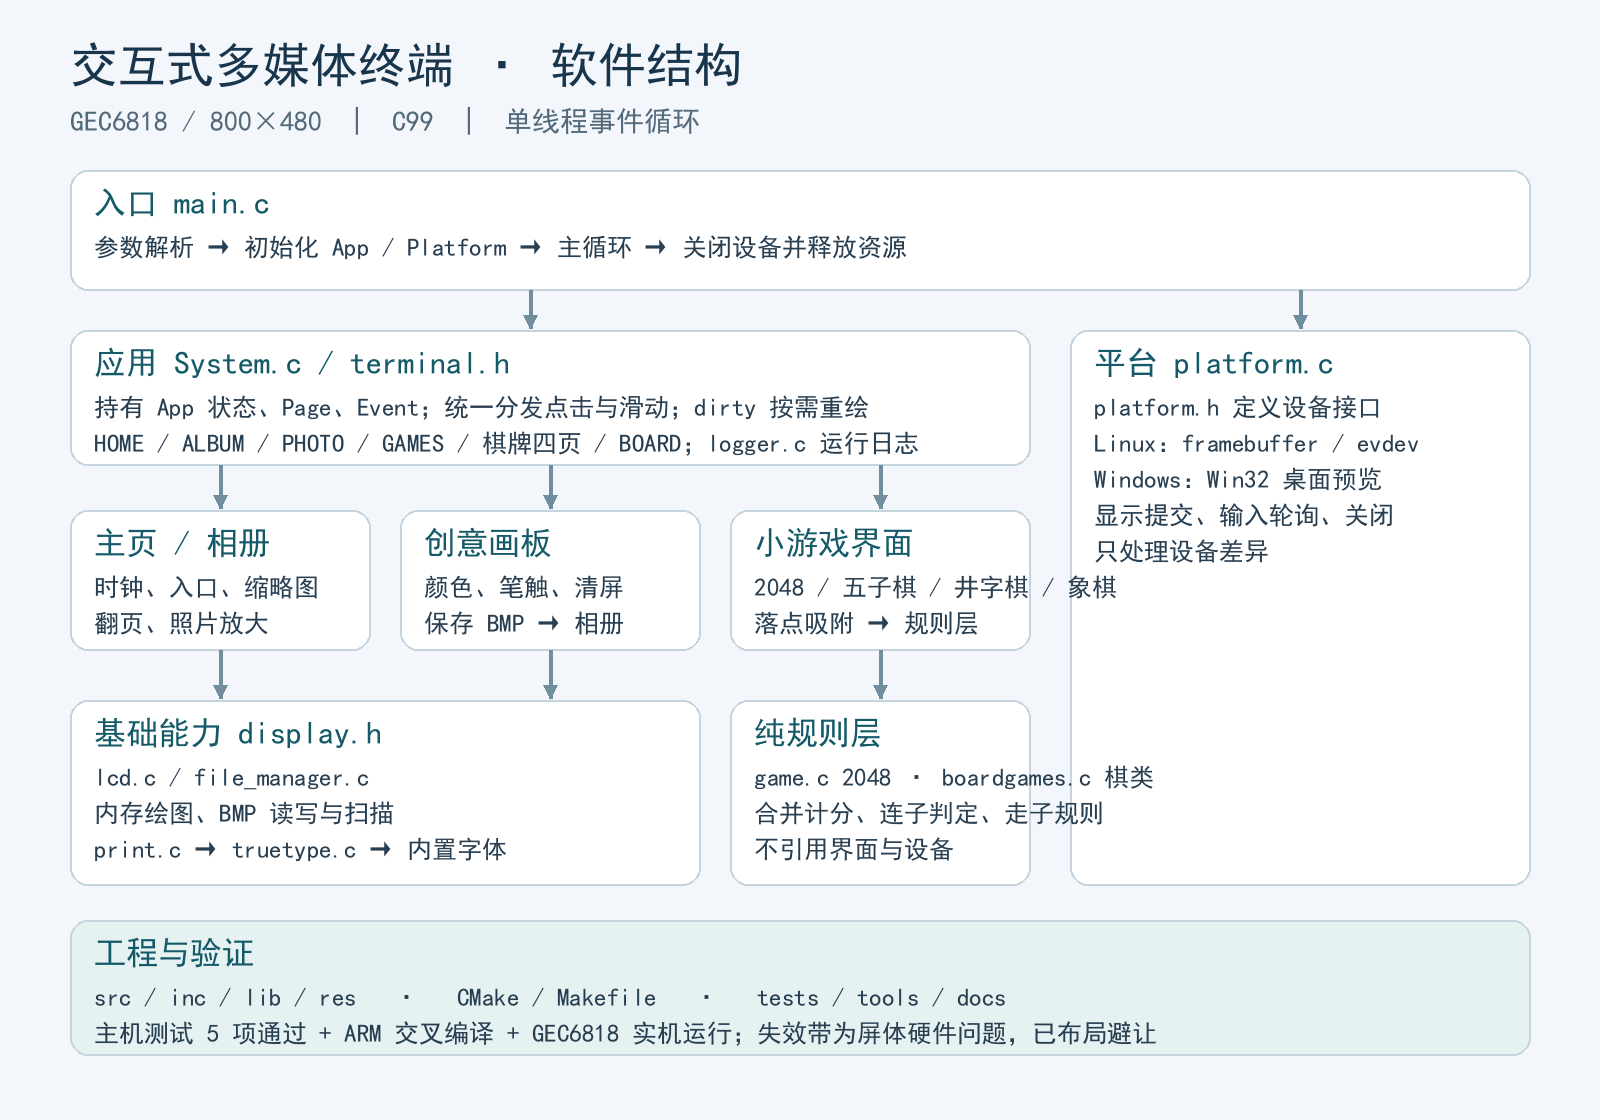 交互式多媒体终端 · 软件结构
GEC6818 / 800×480 | C99 | 单线程事件循环
入口 main.c
参数解析 → 初始化 App / Platform → 主循环 → 关闭设备并释放资源
应用 System.c / terminal.h
持有 App 状态、Page、Event；统一分发点击与滑动；dirty 按需重绘
HOME / ALBUM / PHOTO / GAMES / 棋牌四页 / BOARD；logger.c 运行日志
平台 platform.c
platform.h 定义设备接口
Linux：framebuffer / evdev
Windows：Win32 桌面预览
显示提交、输入轮询、关闭
只处理设备差异
主页 / 相册
时钟、入口、缩略图
翻页、照片放大
创意画板
颜色、笔触、清屏
保存 BMP → 相册
小游戏界面
2048 / 五子棋 / 井字棋 / 象棋
落点吸附 → 规则层
基础能力 display.h
lcd.c / file_manager.c
内存绘图、BMP 读写与扫描
print.c → truetype.c → 内置字体
纯规则层
game.c 2048 · boardgames.c 棋类
合并计分、连子判定、走子规则
不引用界面与设备
工程与验证
src / inc / lib / res · CMake / Makefile · tests / tools / docs
主机测试 5 项通过 + ARM 交叉编译 + GEC6818 实机运行；失效带为屏体硬件问题，已布局避让